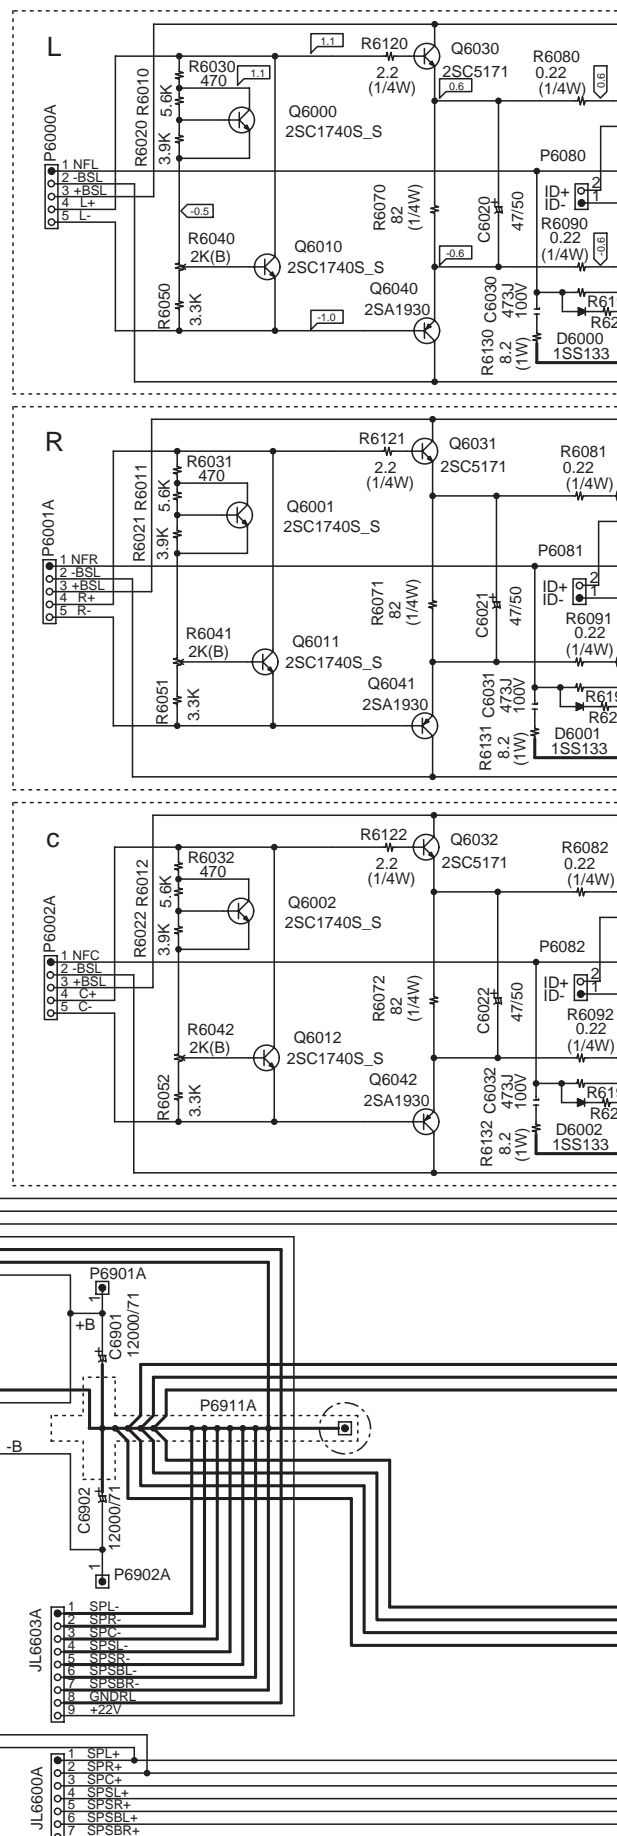 L
1.1
R6120
2.2
(1/4W)
Q6030
2SC5171
R6080
0.22
(1/4W)
0.6
R6030
470
1.1
R6020 R6010
5.6K
3.9K
Q6000
2SC1740S_S
0.6
P6000A
1 NFL
2 -BSL
3 +BSL
4 L+
5 L-
P6080
ID+ 2
ID- 1
-0.5
R6070
82
(1/4W)
C6020
47/50
R6090
0.22
(1/4W)
-0.6
R6040
2K(B)
Q6010
2SC1740S_S
-0.6
R6050
3.3K
Q6040
2SA1930
-1.0
R6130 C6030
473J
100V
8.2
(1W)
R619
R62
D6000
1SS133
R
R6121
2.2
(1/4W)
Q6031
2SC5171
R6081
0.22
(1/4W)
R6031
470
R6021 R6011
5.6K
3.9K
Q6001
2SC1740S_S
P6001A
1 NFR
2 -BSL
3 +BSL
4 R+
5 R-
P6081
ID+ 2
ID- 1
R6071
82
(1/4W)
C6021
47/50
R6091
0.22
(1/4W)
R6041
2K(B)
Q6011
2SC1740S_S
R6051
3.3K
Q6041
2SA1930
R6131 C6031
473J
100V
8.2
(1W)
R619
R62
D6001
1SS133
c
R6122
2.2
(1/4W)
Q6032
2SC5171
R6082
0.22
(1/4W)
R6032
470
R6022 R6012
5.6K
3.9K
Q6002
2SC1740S_S
P6002A
1 NFC
2 -BSL
3 +BSL
4 C+
5 C-
P6082
ID+ 2
ID- 1
R6072
82
(1/4W)
C6022
47/50
R6092
0.22
(1/4W)
R6042
2K(B)
Q6012
2SC1740S_S
R6052
3.3K
Q6042
2SA1930
R6132 C6032
473J
100V
8.2
(1W)
R619
R62
D6002
1SS133
P6901A
1
+B
C6901
12000/71
P6911A
1
-B
C6902
12000/71
1
P6902A
JL6603A
1 SPL-
2 SPR-
3 SPC-
4 SPSL-
5 SPSR-
6 SPSBL-
7 SPSBR-
8 GNDRL
9 +22V
JL6600A
1 SPL+
2 SPR+
3 SPC+
4 SPSL+
5 SPSR+
6 SPSBL+
7 SPSBR+